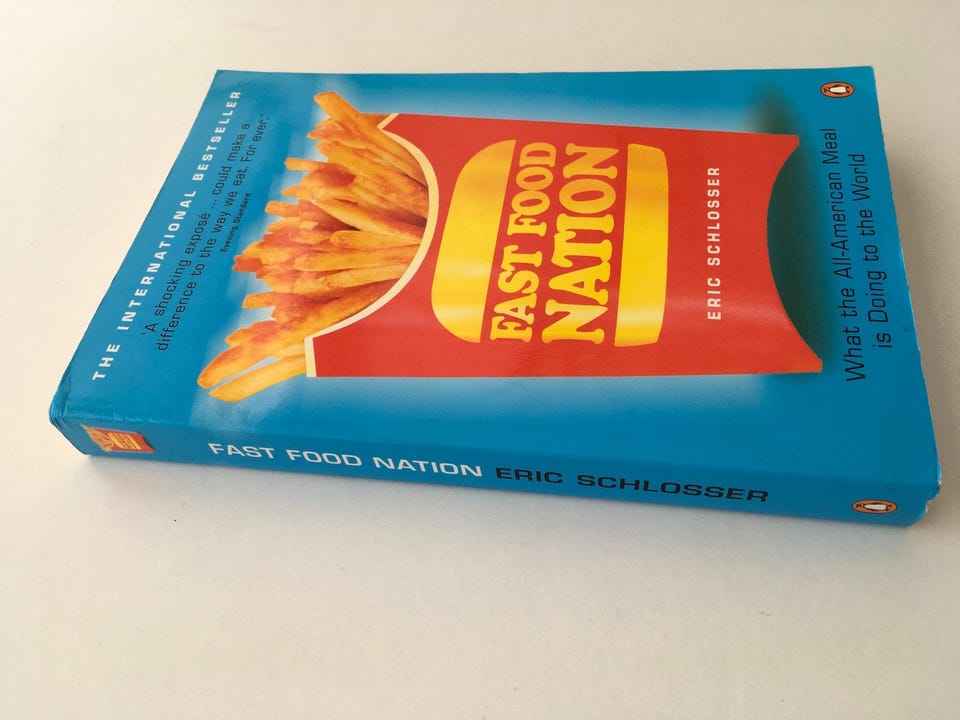 THE INTERNATIONAL BESTSELLER
'A shocking exposé ... could make a
difference to the way we eat. For ever.'
Evening Standard
FAST FOOD
NATION
ERIC SCHLOSSER
What the All-American Meal
is Doing to the World
FAST FOOD NATION ERIC SCHLOSSER